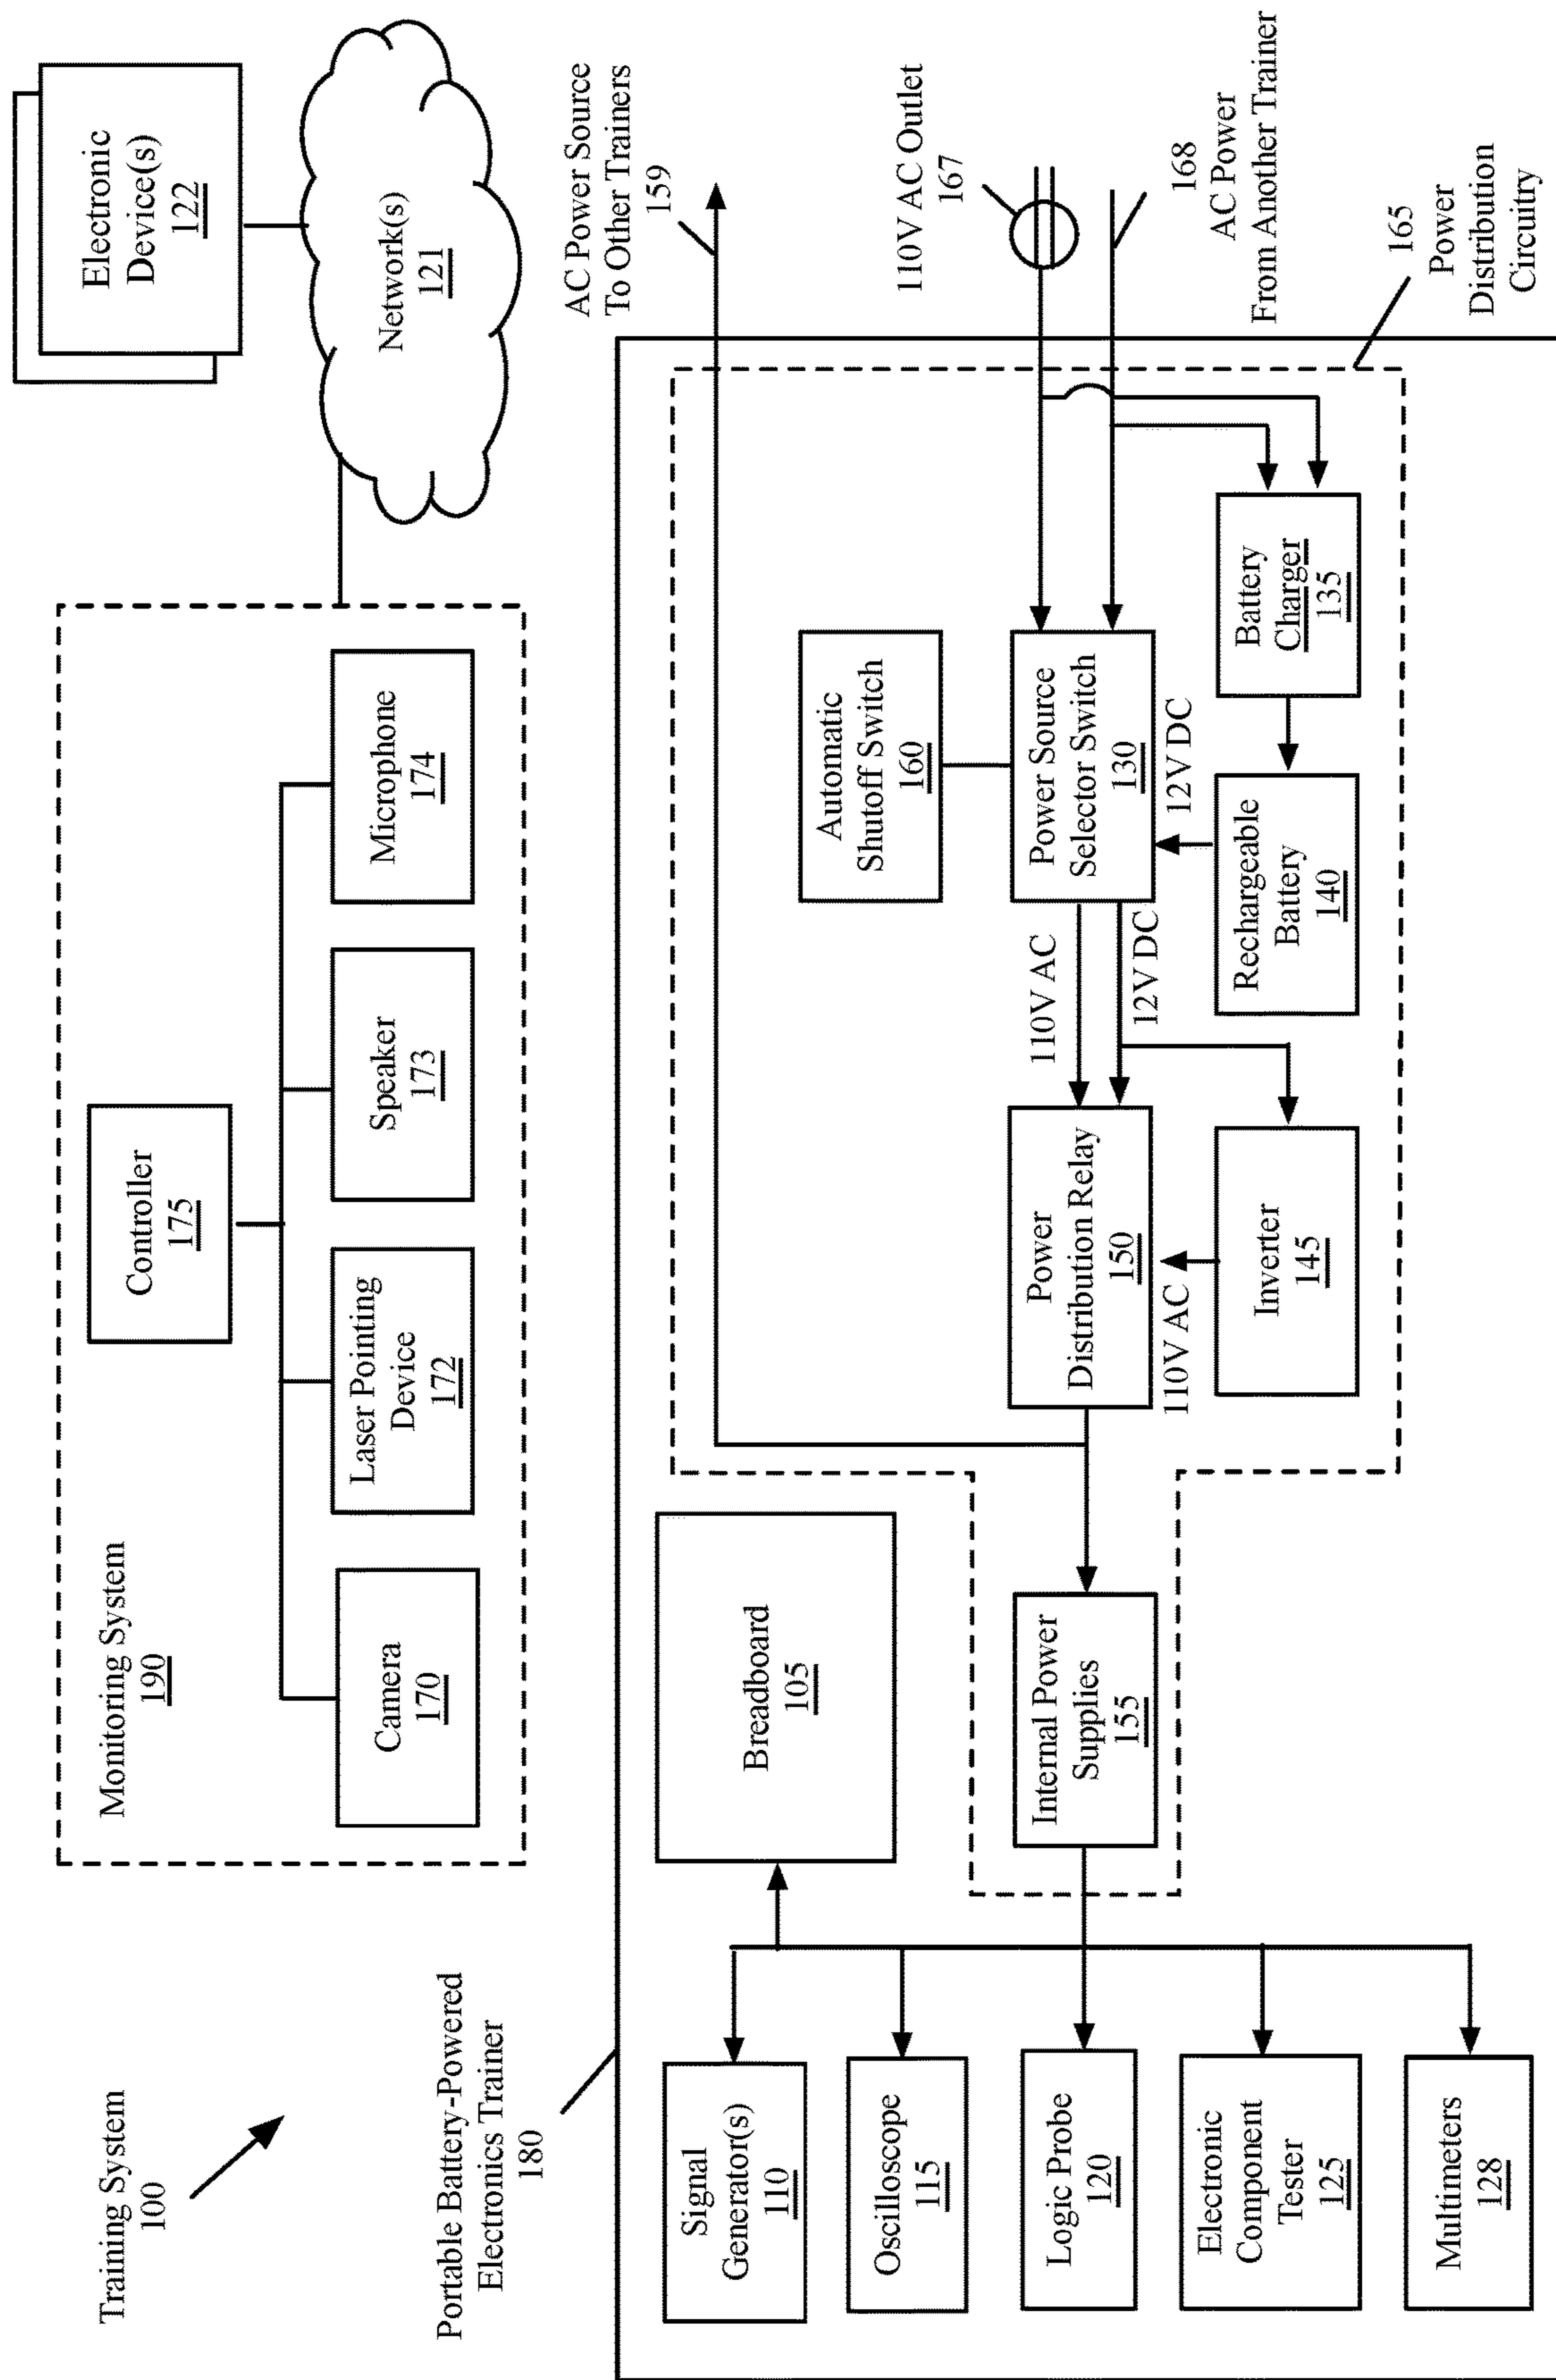 Training System
100
Monitoring System
190
Controller
175
Camera
170
Laser Pointing
Device
172
Speaker
173
Microphone
174
Electronic
Device(s)
122
Network(s)
121
Portable Battery-Powered
Electronics Trainer
180
AC Power Source
To Other Trainers
159
Signal
Generator(s)
110
Oscilloscope
115
Logic Probe
120
Electronic
Component
Tester
125
Multimeters
128
Breadboard
105
Internal Power
Supplies
155
Power
Distribution Relay
150
110V AC
Inverter
145
110V AC
12V DC
Automatic
Shutoff Switch
160
Power Source
Selector Switch
130
12V DC
Rechargeable
Battery
140
Battery
Charger
135
110V AC Outlet
167
168
AC Power
From Another Trainer
165
Power
Distribution
Circuitry